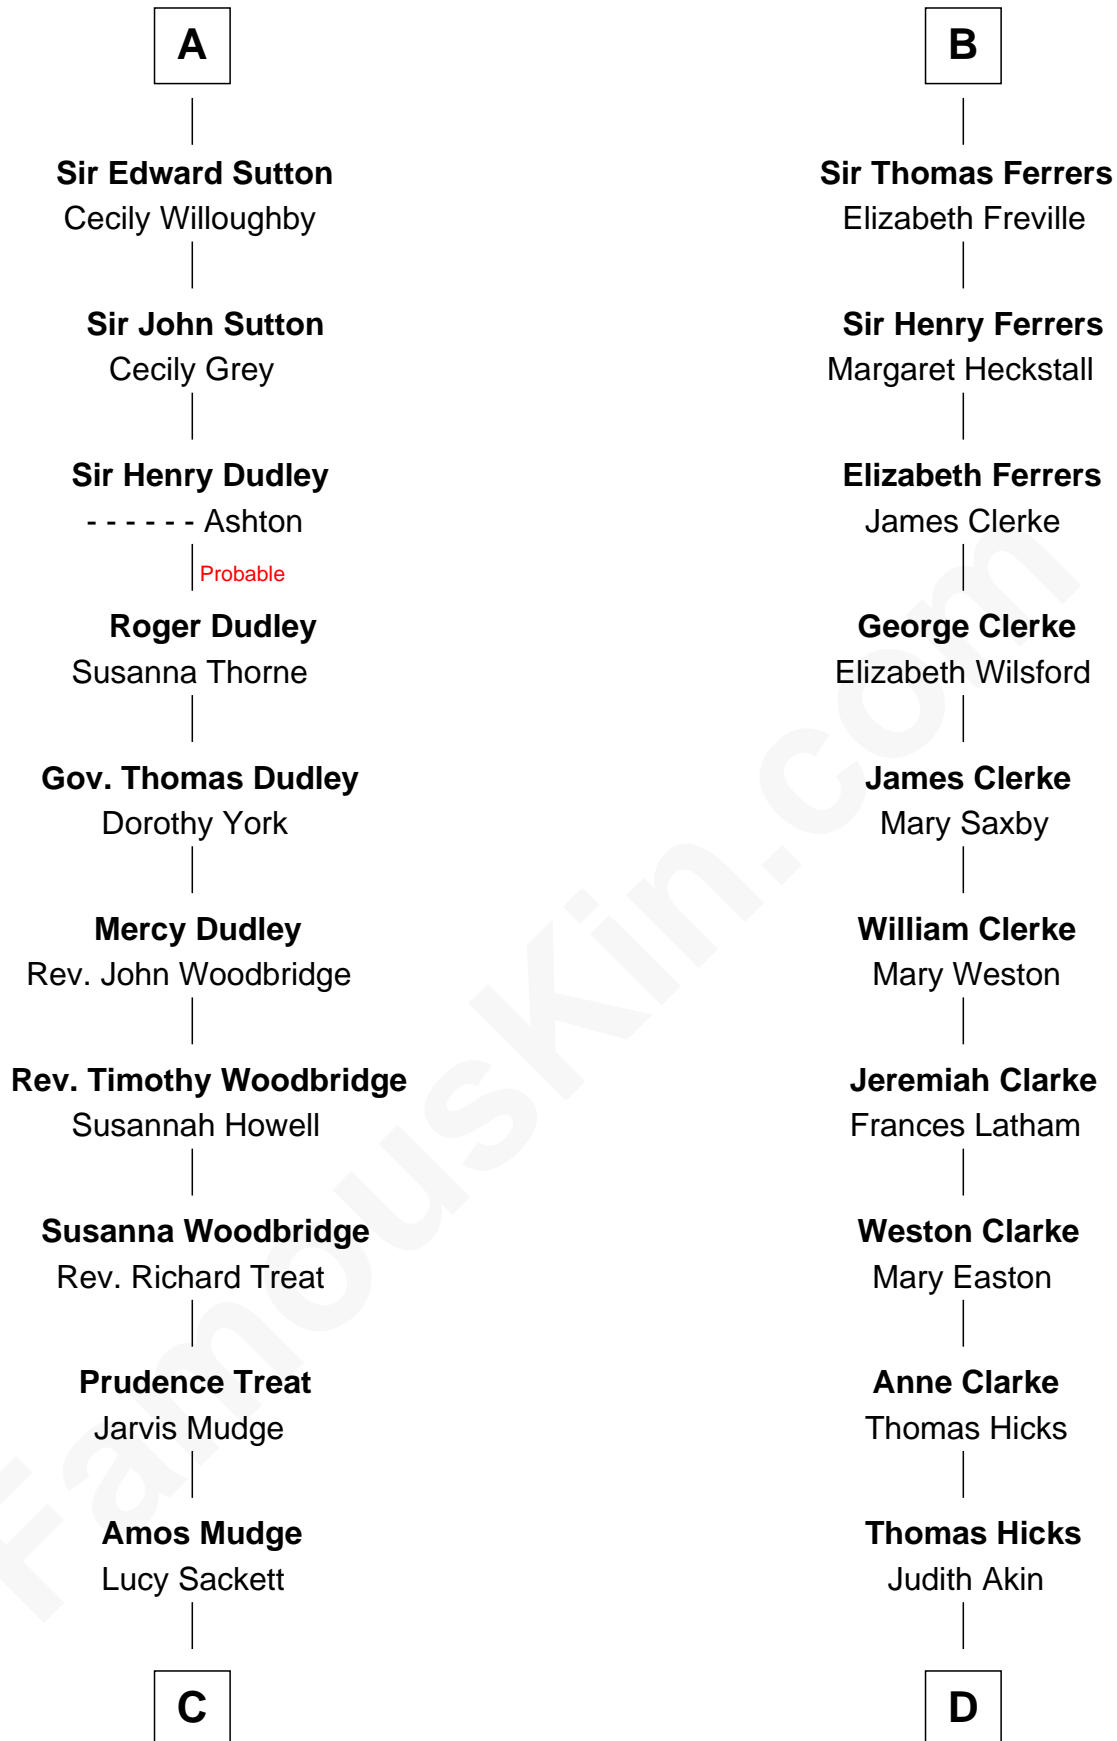 A
Sir Edward Sutton
Cecily Willoughby
Sir John Sutton
Cecily Grey
Sir Henry Dudley
- - - - - - Ashton
Probable
Roger Dudley
Susanna Thorne
Gov. Thomas Dudley
Dorothy York
Mercy Dudley
Rev. John Woodbridge
Rev. Timothy Woodbridge
Susannah Howell
Susanna Woodbridge
Rev. Richard Treat
Prudence Treat
Jarvis Mudge
Amos Mudge
Lucy Sackett
C
B
Sir Thomas Ferrers
Elizabeth Freville
Sir Henry Ferrers
Margaret Heckstall
Elizabeth Ferrers
James Clerke
George Clerke
Elizabeth Wilsford
James Clerke
Mary Saxby
William Clerke
Mary Weston
Jeremiah Clarke
Frances Latham
Weston Clarke
Mary Easton
Anne Clarke
Thomas Hicks
Thomas Hicks
Judith Akin
D
FamousKin.com